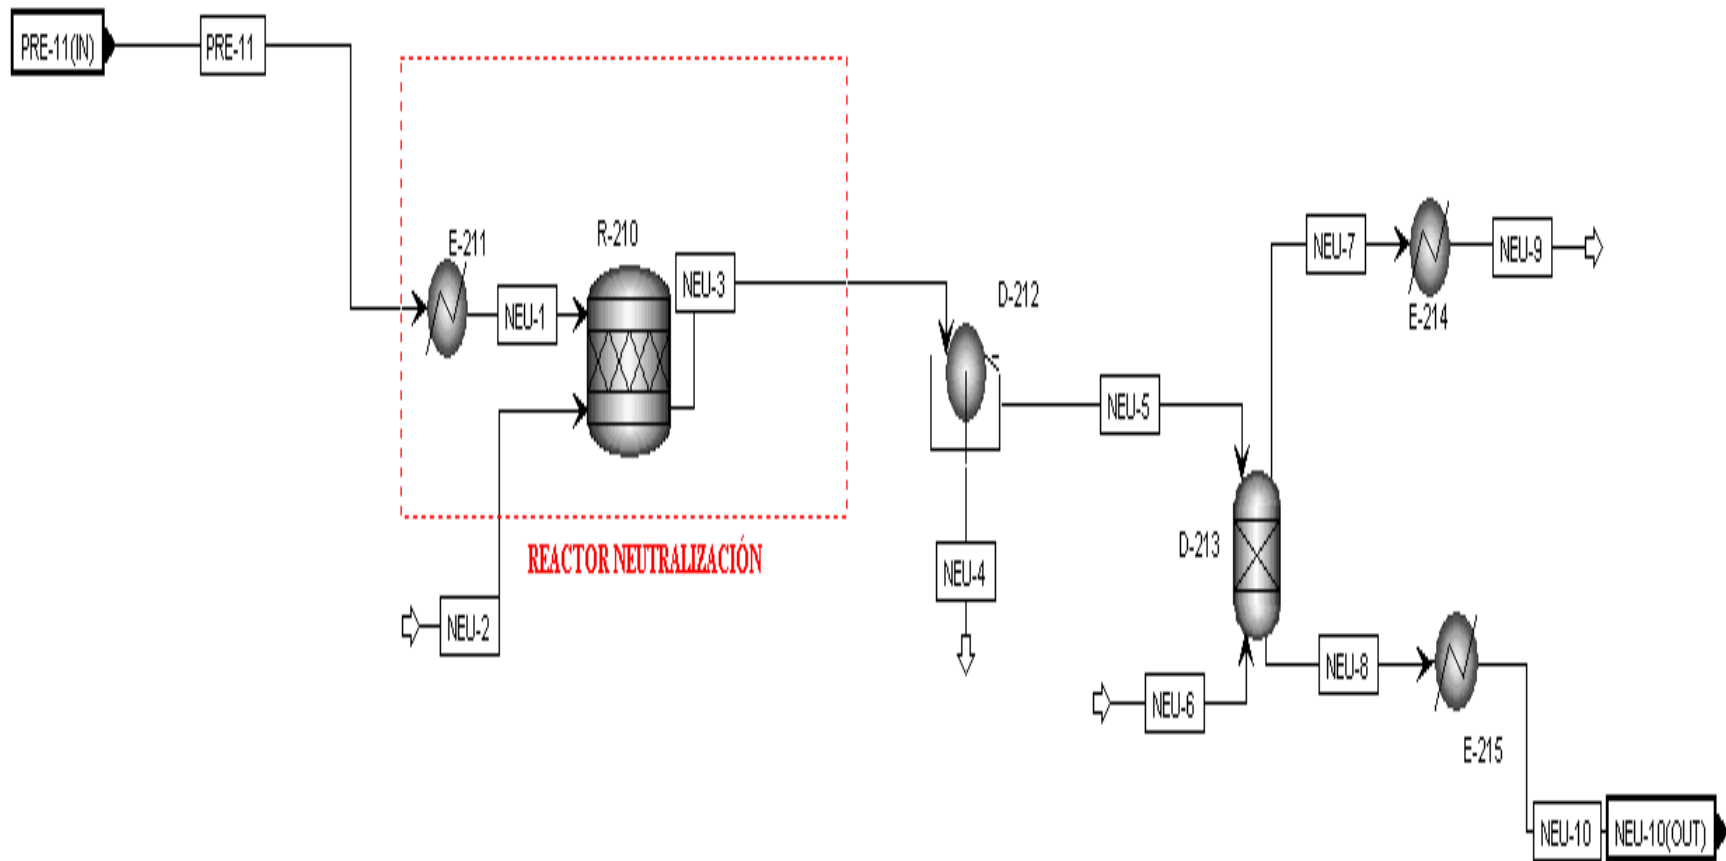 PRE-11(IN)
PRE-11
E-211
NEU-1
R-210
NEU-3
NEU-2
REACTOR NEUTRALIZACIÓN
D-212
NEU-4
NEU-5
D-213
NEU-6
NEU-7
E-214
NEU-9
NEU-8
E-215
NEU-10
NEU-10(OUT)